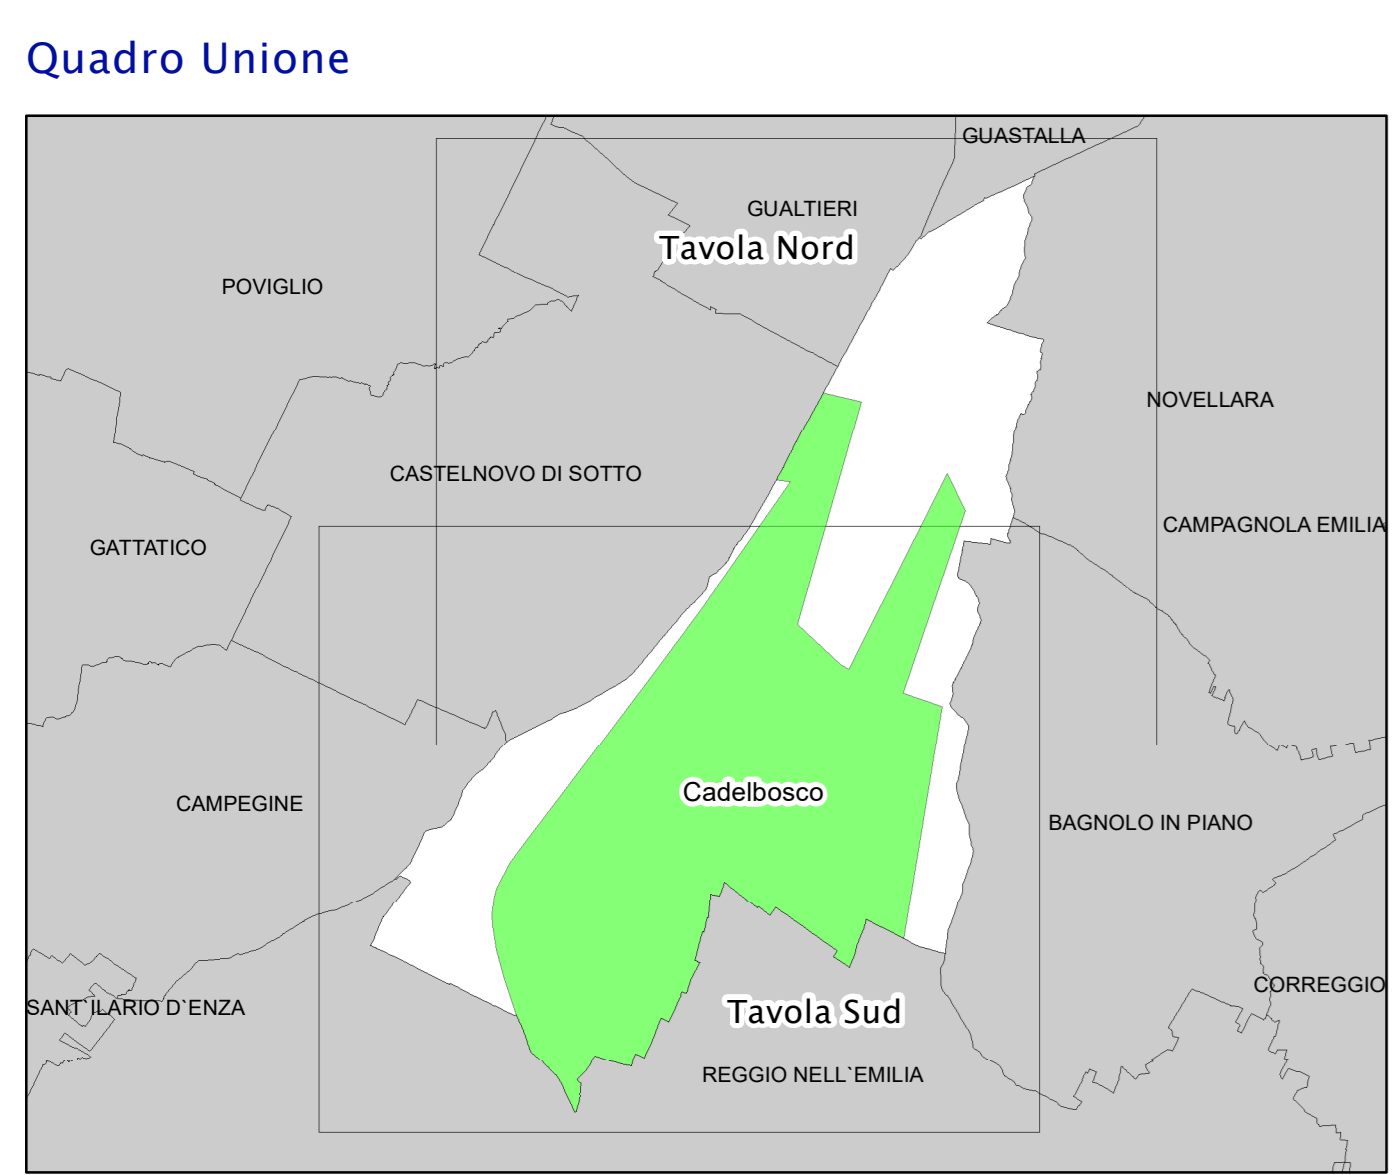 Quadro Unione
GUASTALLA
GUALTIERI
Tavola Nord
POVIGLIO
NOVELLARA
CASTELNOVO DI SOTTO
CAMPAGNOLA EMILIA
GATTATICO
Cadelbosco
CAMPEGINE
BAGNOLO IN PIANO
CORREGGIO
SANT`ILARIO D`ENZA
Tavola Sud
REGGIO NELL`EMILIA